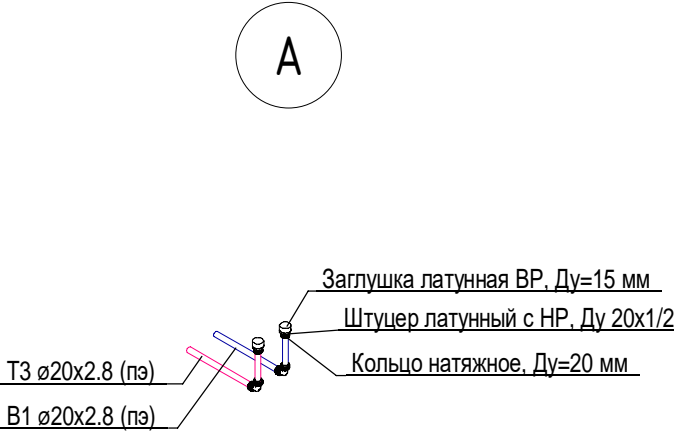 А
Заглушка латунная ВР, Ду=15 мм
Штуцер латунный с НР, Ду 20х1/2
Кольцо натяжное, Ду=20 мм
Т3 ø20х2.8 (пэ)
В1 ø20х2.8 (пэ)